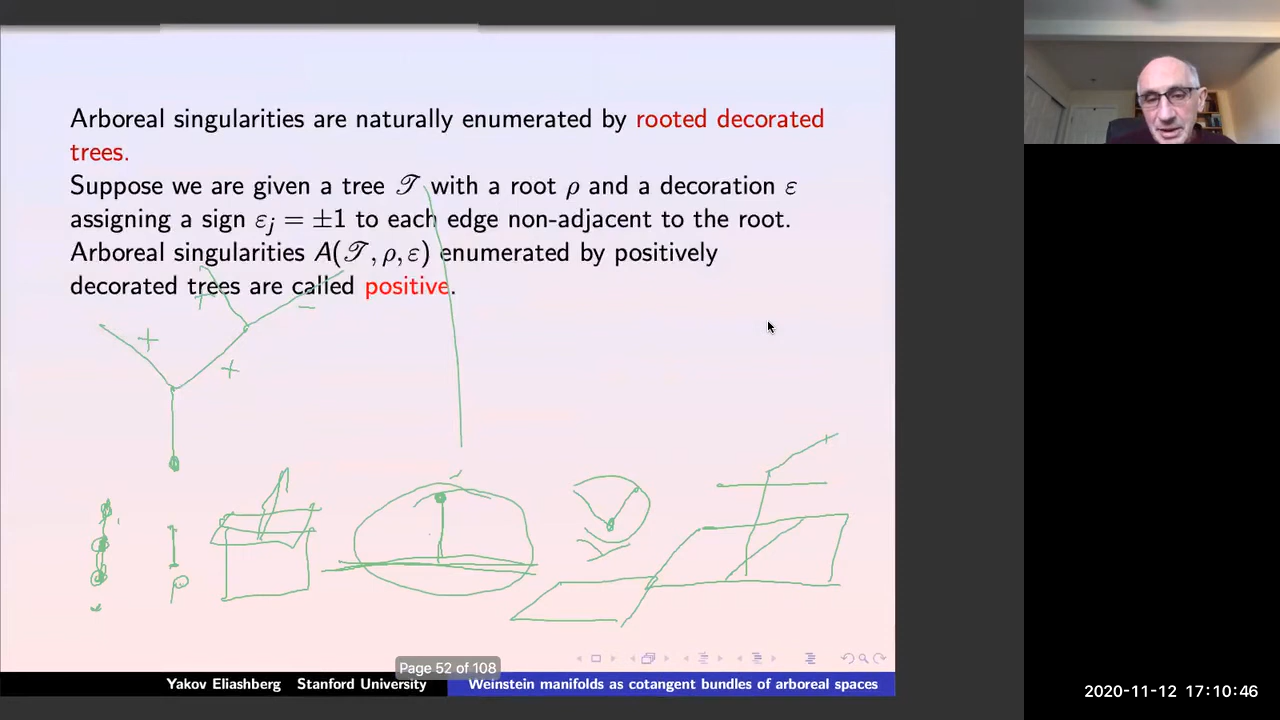 Arboreal singularities are naturally enumerated by rooted decorated
trees.
Suppose we are given a tree 𝒯 with a root ρ and a decoration ε
assigning a sign εⱼ = ±1 to each edge non-adjacent to the root.
Arboreal singularities A(𝒯, ρ, ε) enumerated by positively
decorated trees are called positive.
+ −
+
+
ρ
Page 52 of 108
Yakov Eliashberg Stanford University Weinstein manifolds as cotangent bundles of arboreal spaces
2020-11-12 17:10:46